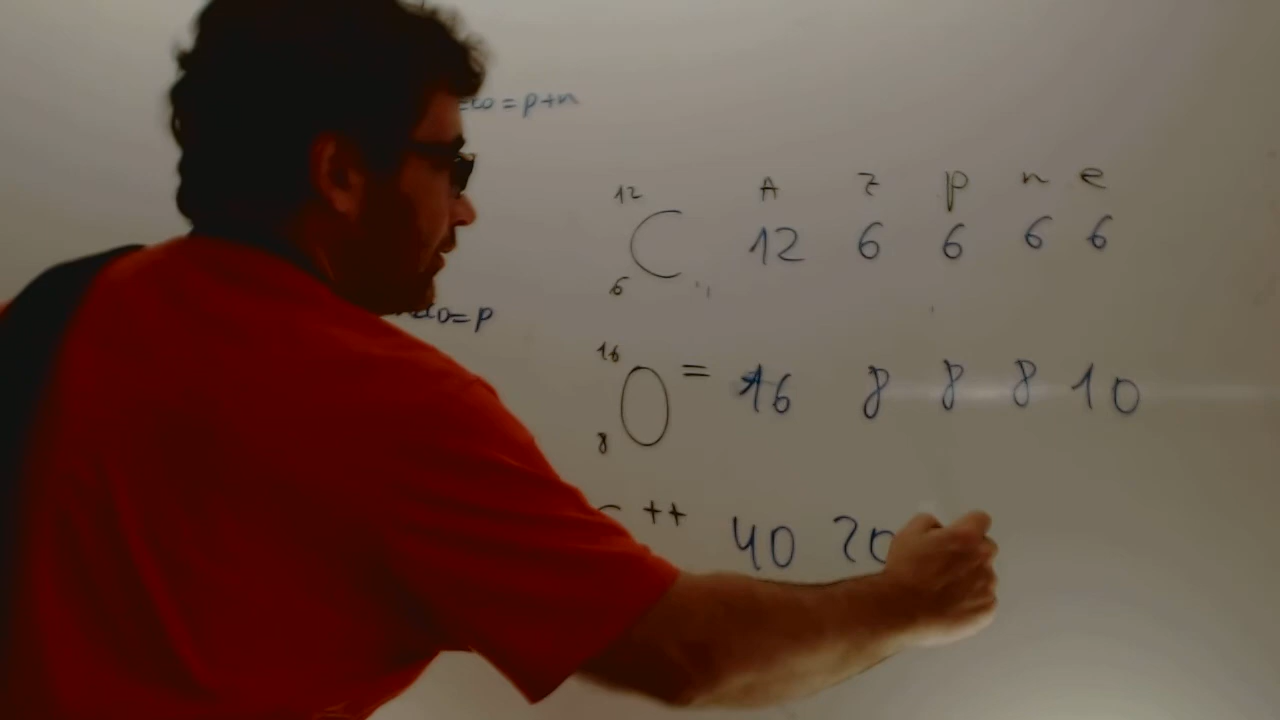 = p+n
A Z p n e
12
C 12 6 6 6 6
6
= p
16
O = 16 8 8 8 10
8
++ 40 20